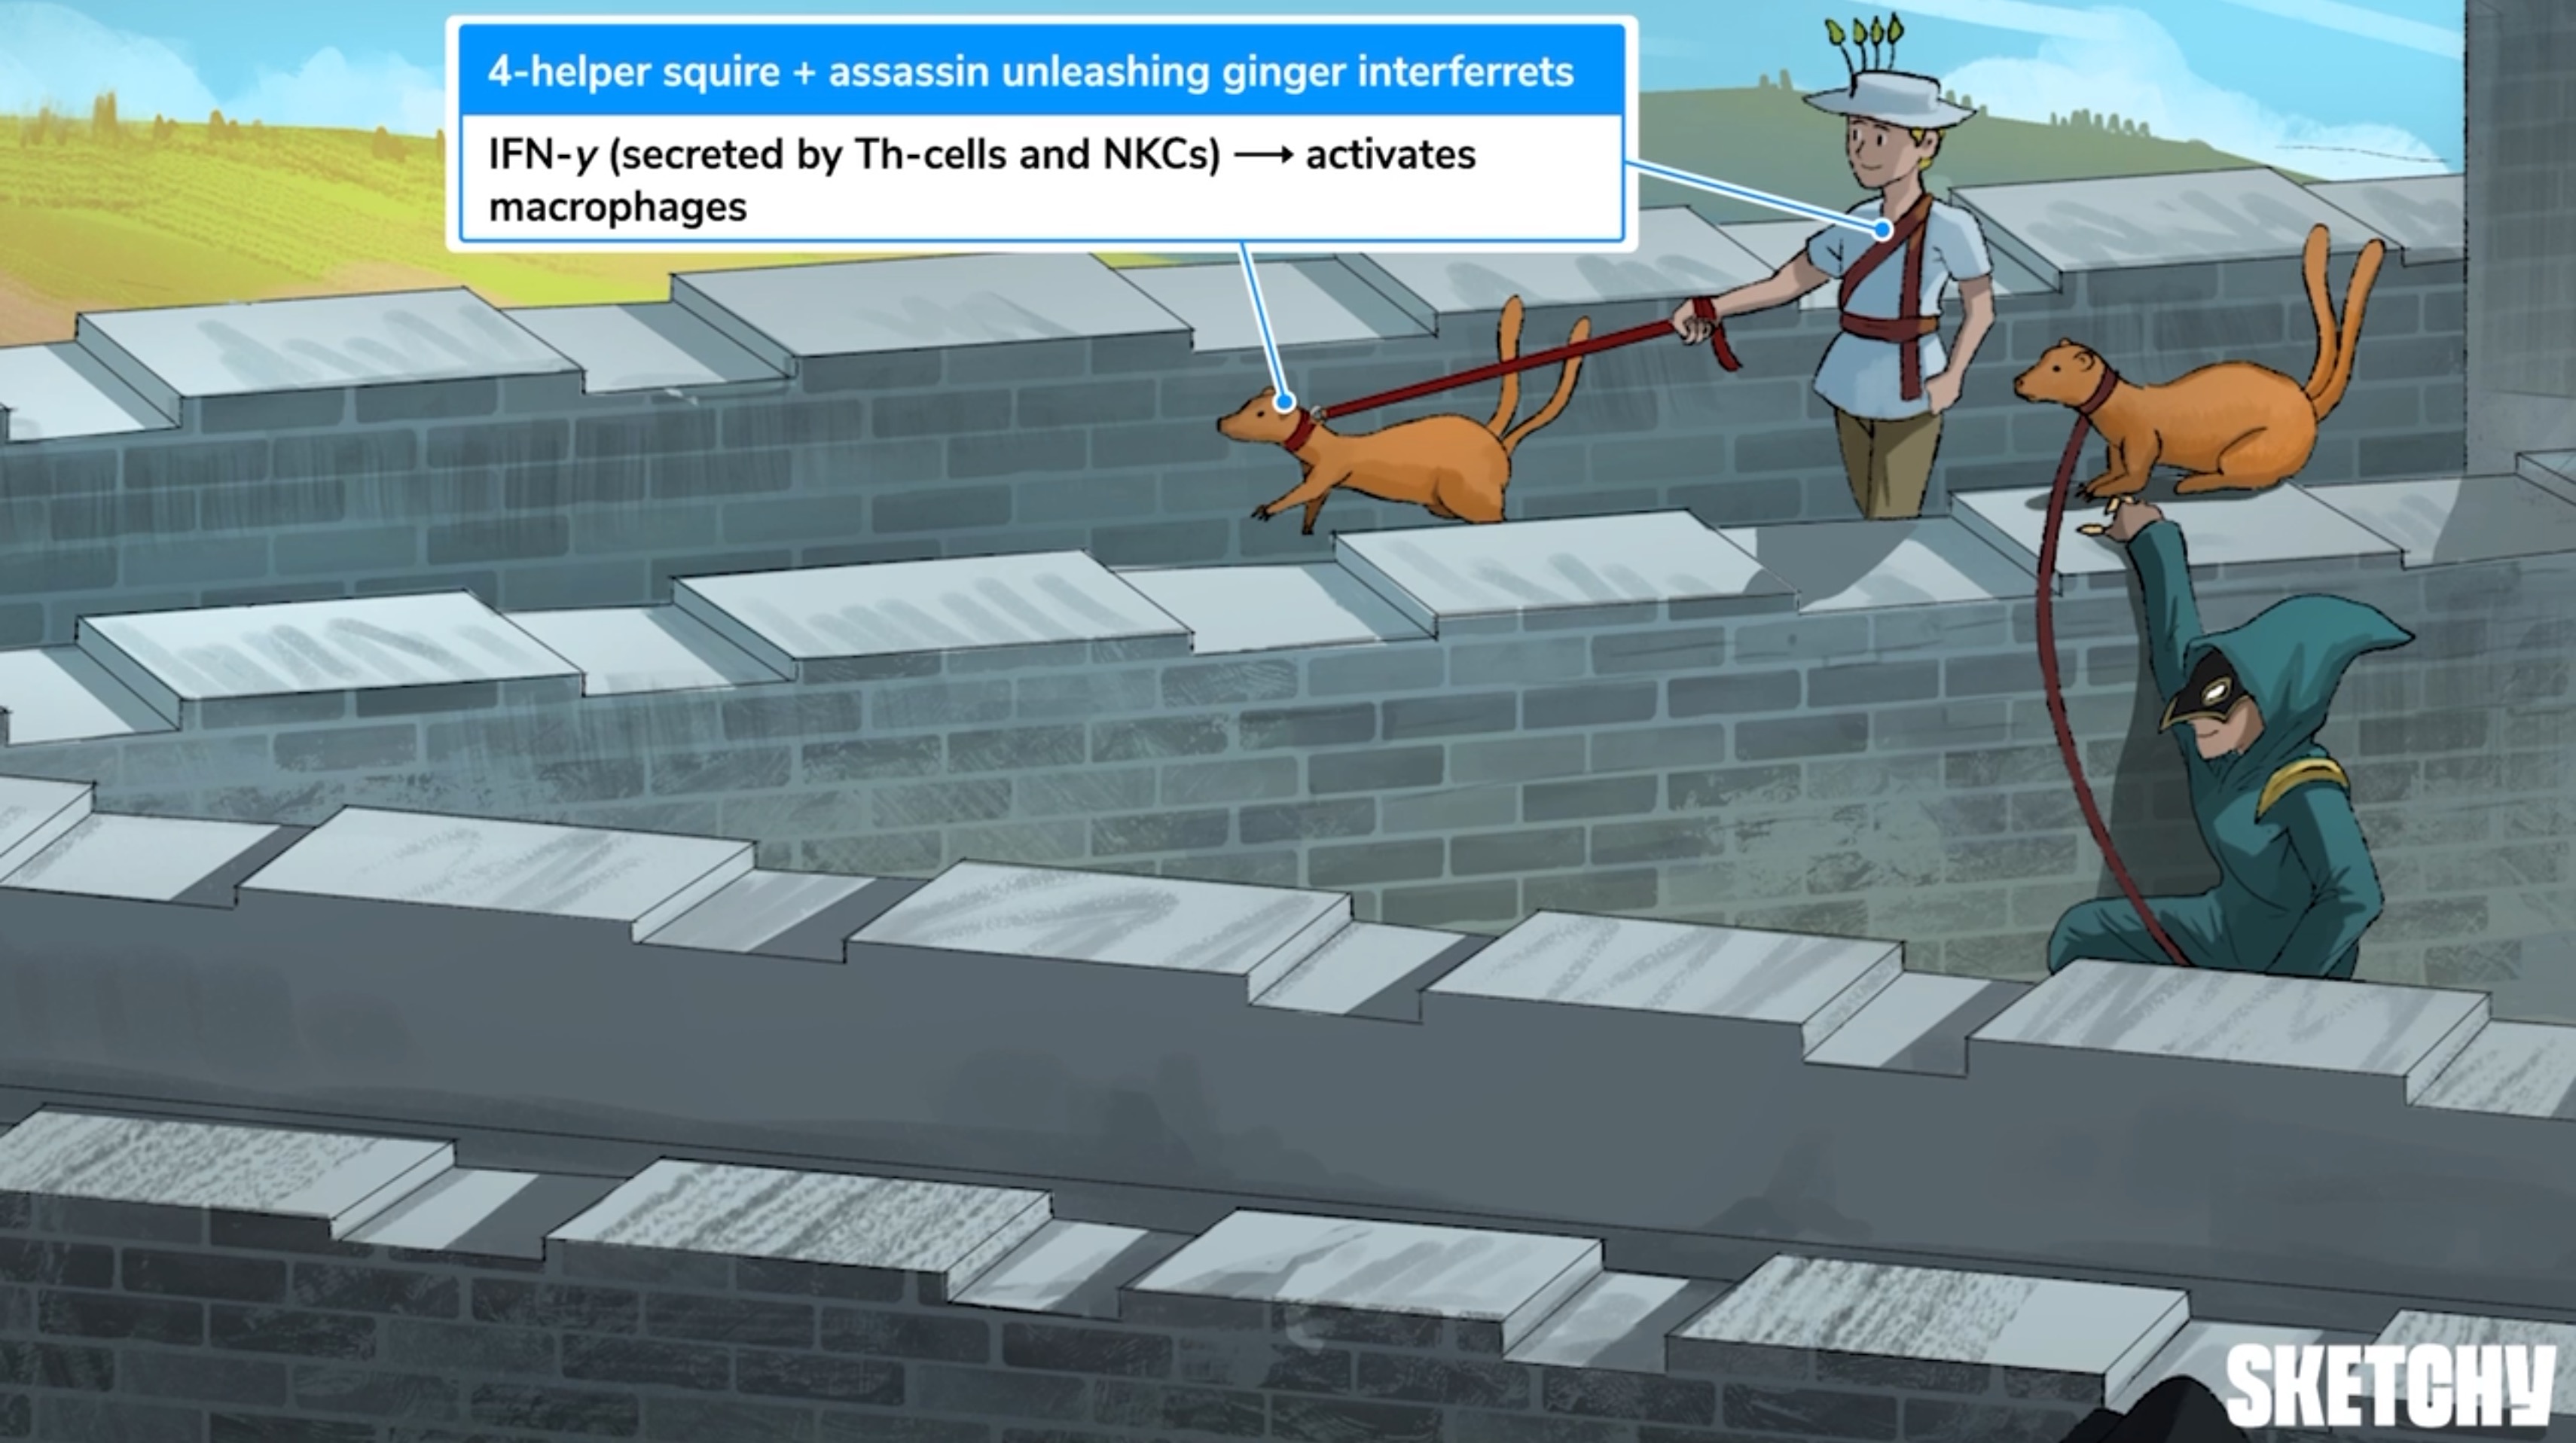 4-helper squire + assassin unleashing ginger interferrets
IFN-y (secreted by Th-cells and NKCs) ⟶ activates
macrophages
SKETCHY